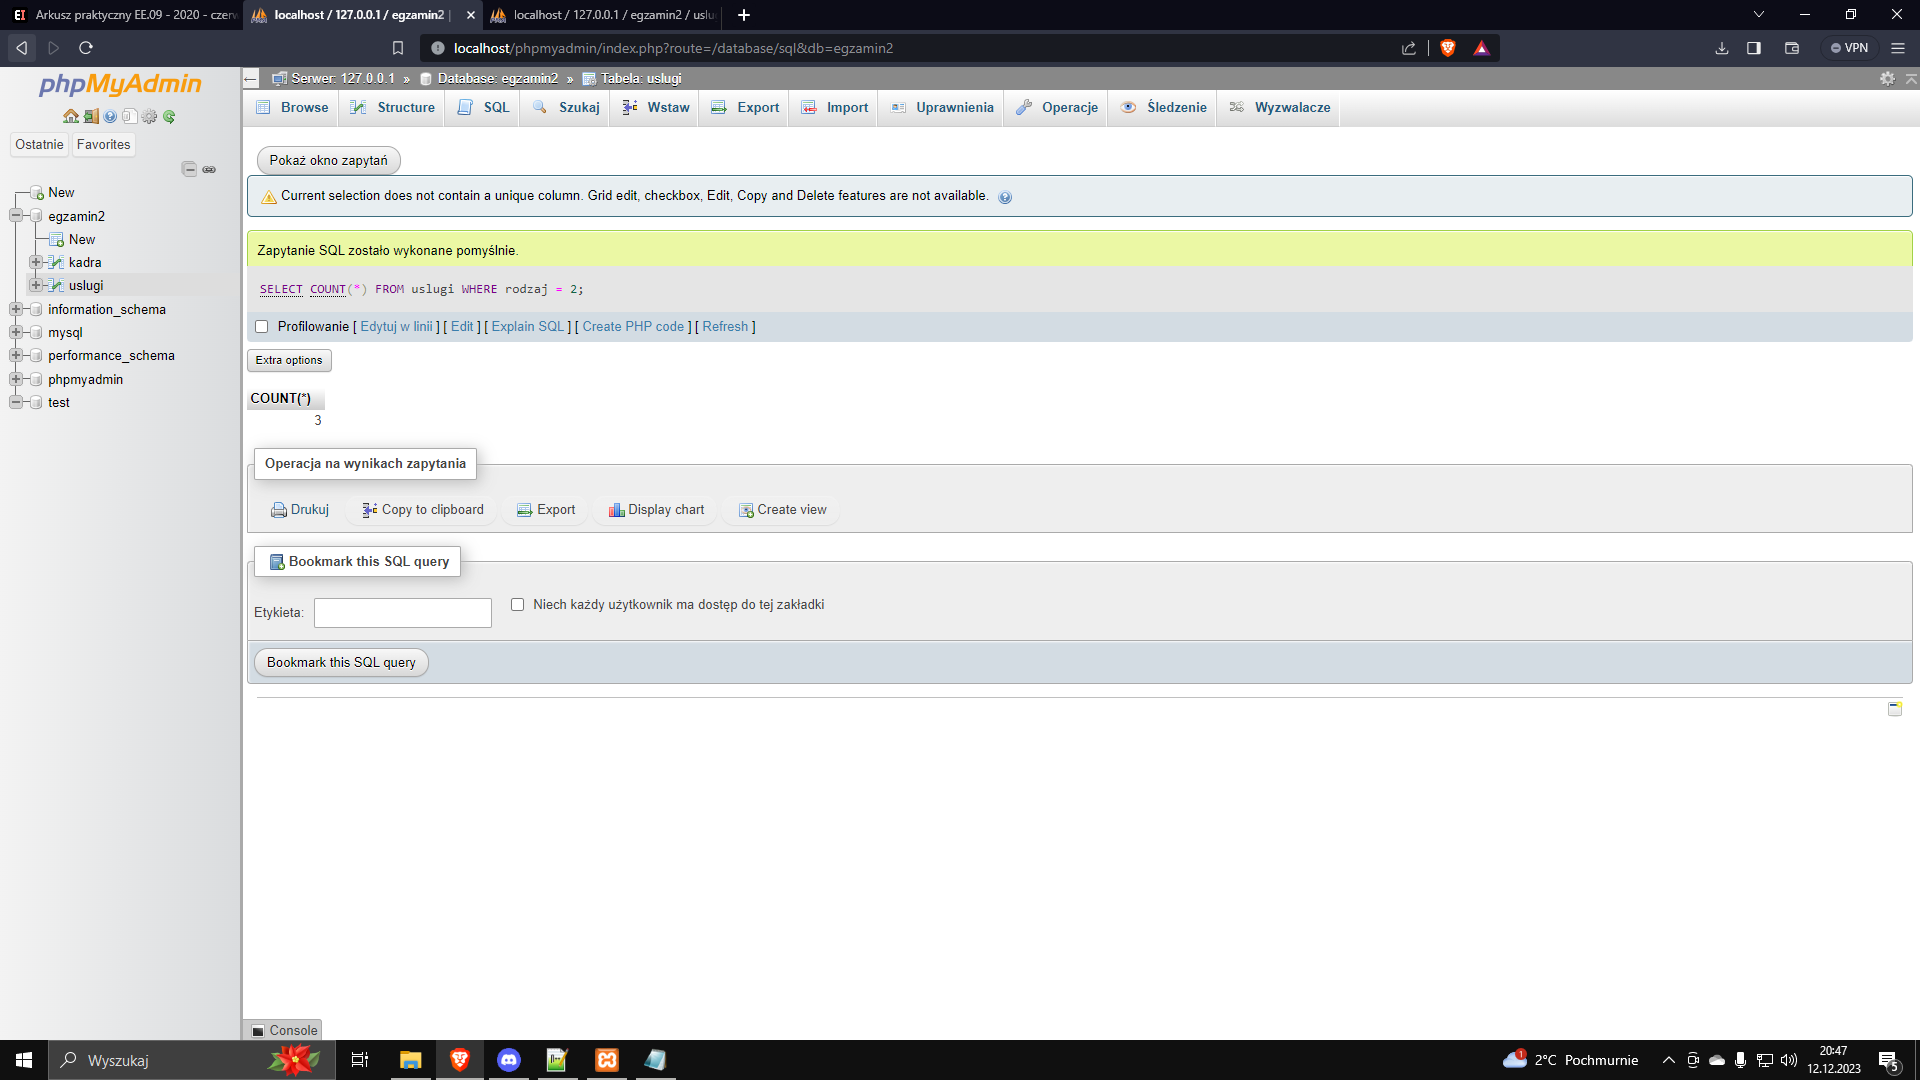 Arkusz praktyczny EE.09 - 2020 - czerw
localhost / 127.0.0.1 / egzamin2 |
localhost / 127.0.0.1 / egzamin2 / uslu
localhost/phpmyadmin/index.php?route=/database/sql&db=egzamin2
VPN
phpMyAdmin
Ostatnie
Favorites
New
egzamin2
New
kadra
uslugi
information_schema
mysql
performance_schema
phpmyadmin
test
Serwer: 127.0.0.1 » Database: egzamin2 » Tabela: uslugi
Browse
Structure
SQL
Szukaj
Wstaw
Export
Import
Uprawnienia
Operacje
Śledzenie
Wyzwalacze
Pokaż okno zapytań
Current selection does not contain a unique column. Grid edit, checkbox, Edit, Copy and Delete features are not available.
Zapytanie SQL zostało wykonane pomyślnie.
SELECT COUNT(*) FROM uslugi WHERE rodzaj = 2;
Profilowanie [ Edytuj w linii ] [ Edit ] [ Explain SQL ] [ Create PHP code ] [ Refresh ]
Extra options
COUNT(*)
3
Operacja na wynikach zapytania
Drukuj
Copy to clipboard
Export
Display chart
Create view
Bookmark this SQL query
Etykieta:
Niech każdy użytkownik ma dostęp do tej zakładki
Bookmark this SQL query
Console
Wyszukaj
1
2°C Pochmurnie
20:47
12.12.2023
5